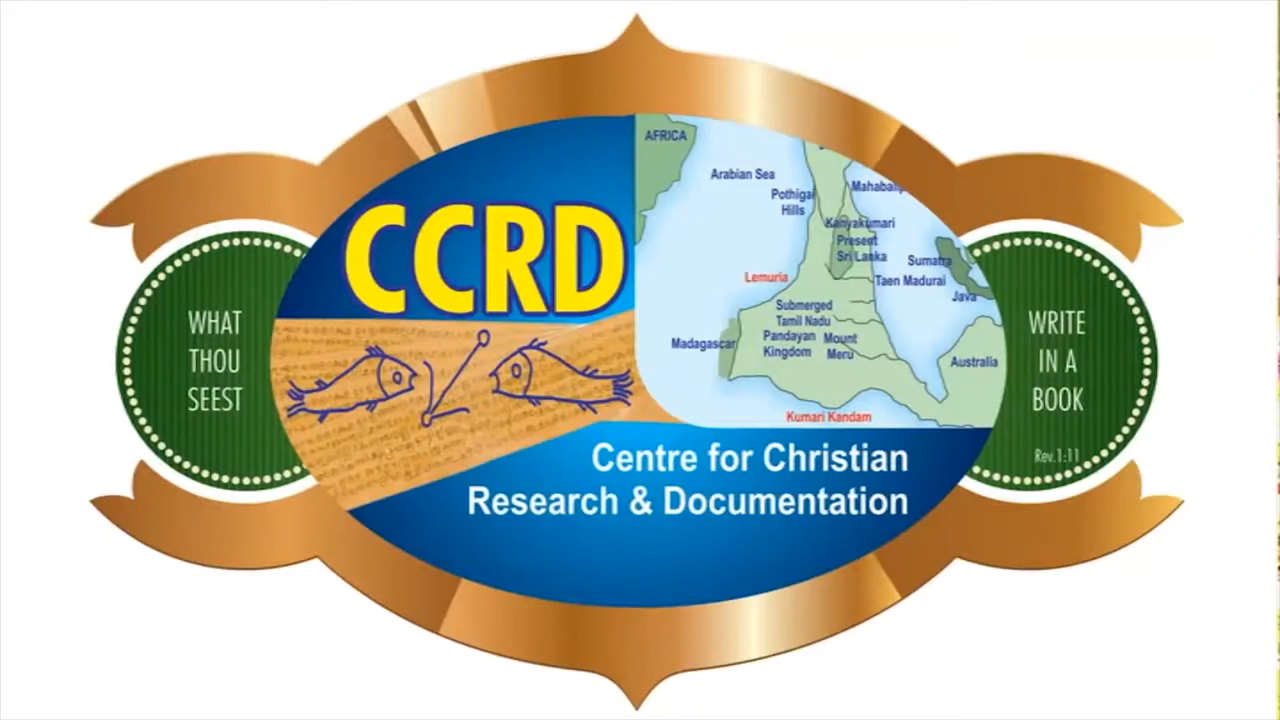 WHAT
THOU
SEEST
CCRD
AFRICA
Arabian Sea
Pothigai
Hills
Kanyakumari
Present
Sri Lanka
Sumatra
Lemuria
Taen Madurai
Java
Submerged
Tamil Nadu
Pandayan
Kingdom
Mount
Meru
Madagascar
Australia
Kumari Kandam
Centre for Christian
Research & Documentation
WRITE
IN A
BOOK
Rev.1:11